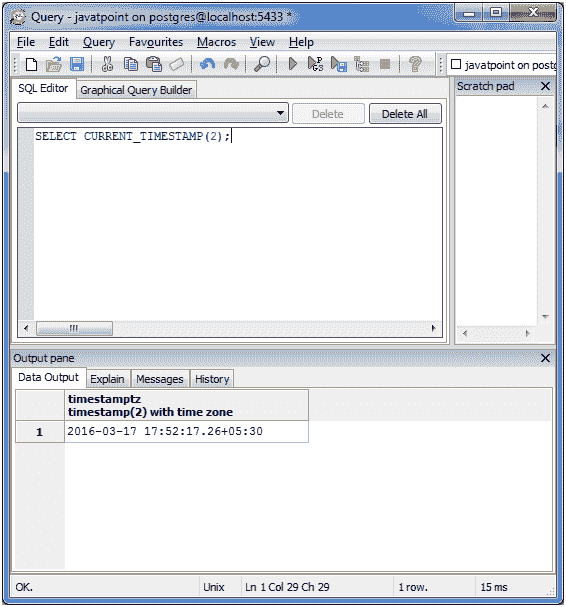 Query - javatpoint on postgres@localhost:5433 *
File Edit Query Favourites Macros View Help
javatpoint on postg
SQL Editor Graphical Query Builder
Scratch pad
Delete Delete All
SELECT CURRENT_TIMESTAMP(2);
Output pane
Data Output Explain Messages History
timestamptz
timestamp(2) with time zone
1 2016-03-17 17:52:17.26+05:30
OK. Unix Ln 1 Col 29 Ch 29 1 row. 15 ms